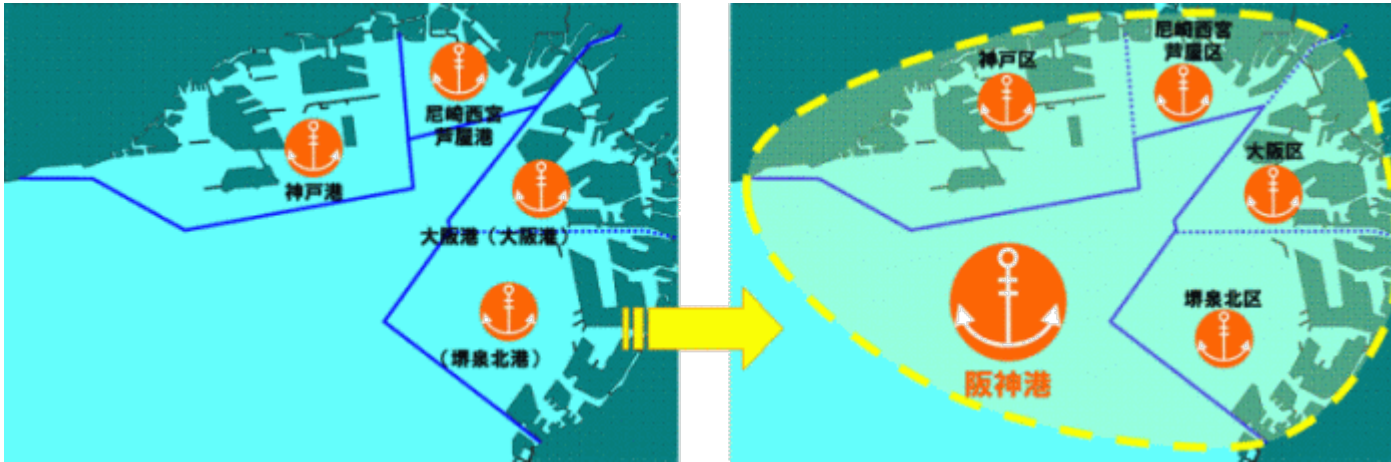 尼崎西宮
芦屋港
神戸港
大阪港(大阪港)
(堺泉北港)
尼崎西宮
芦屋区
神戸区
大阪区
堺泉北区
阪神港